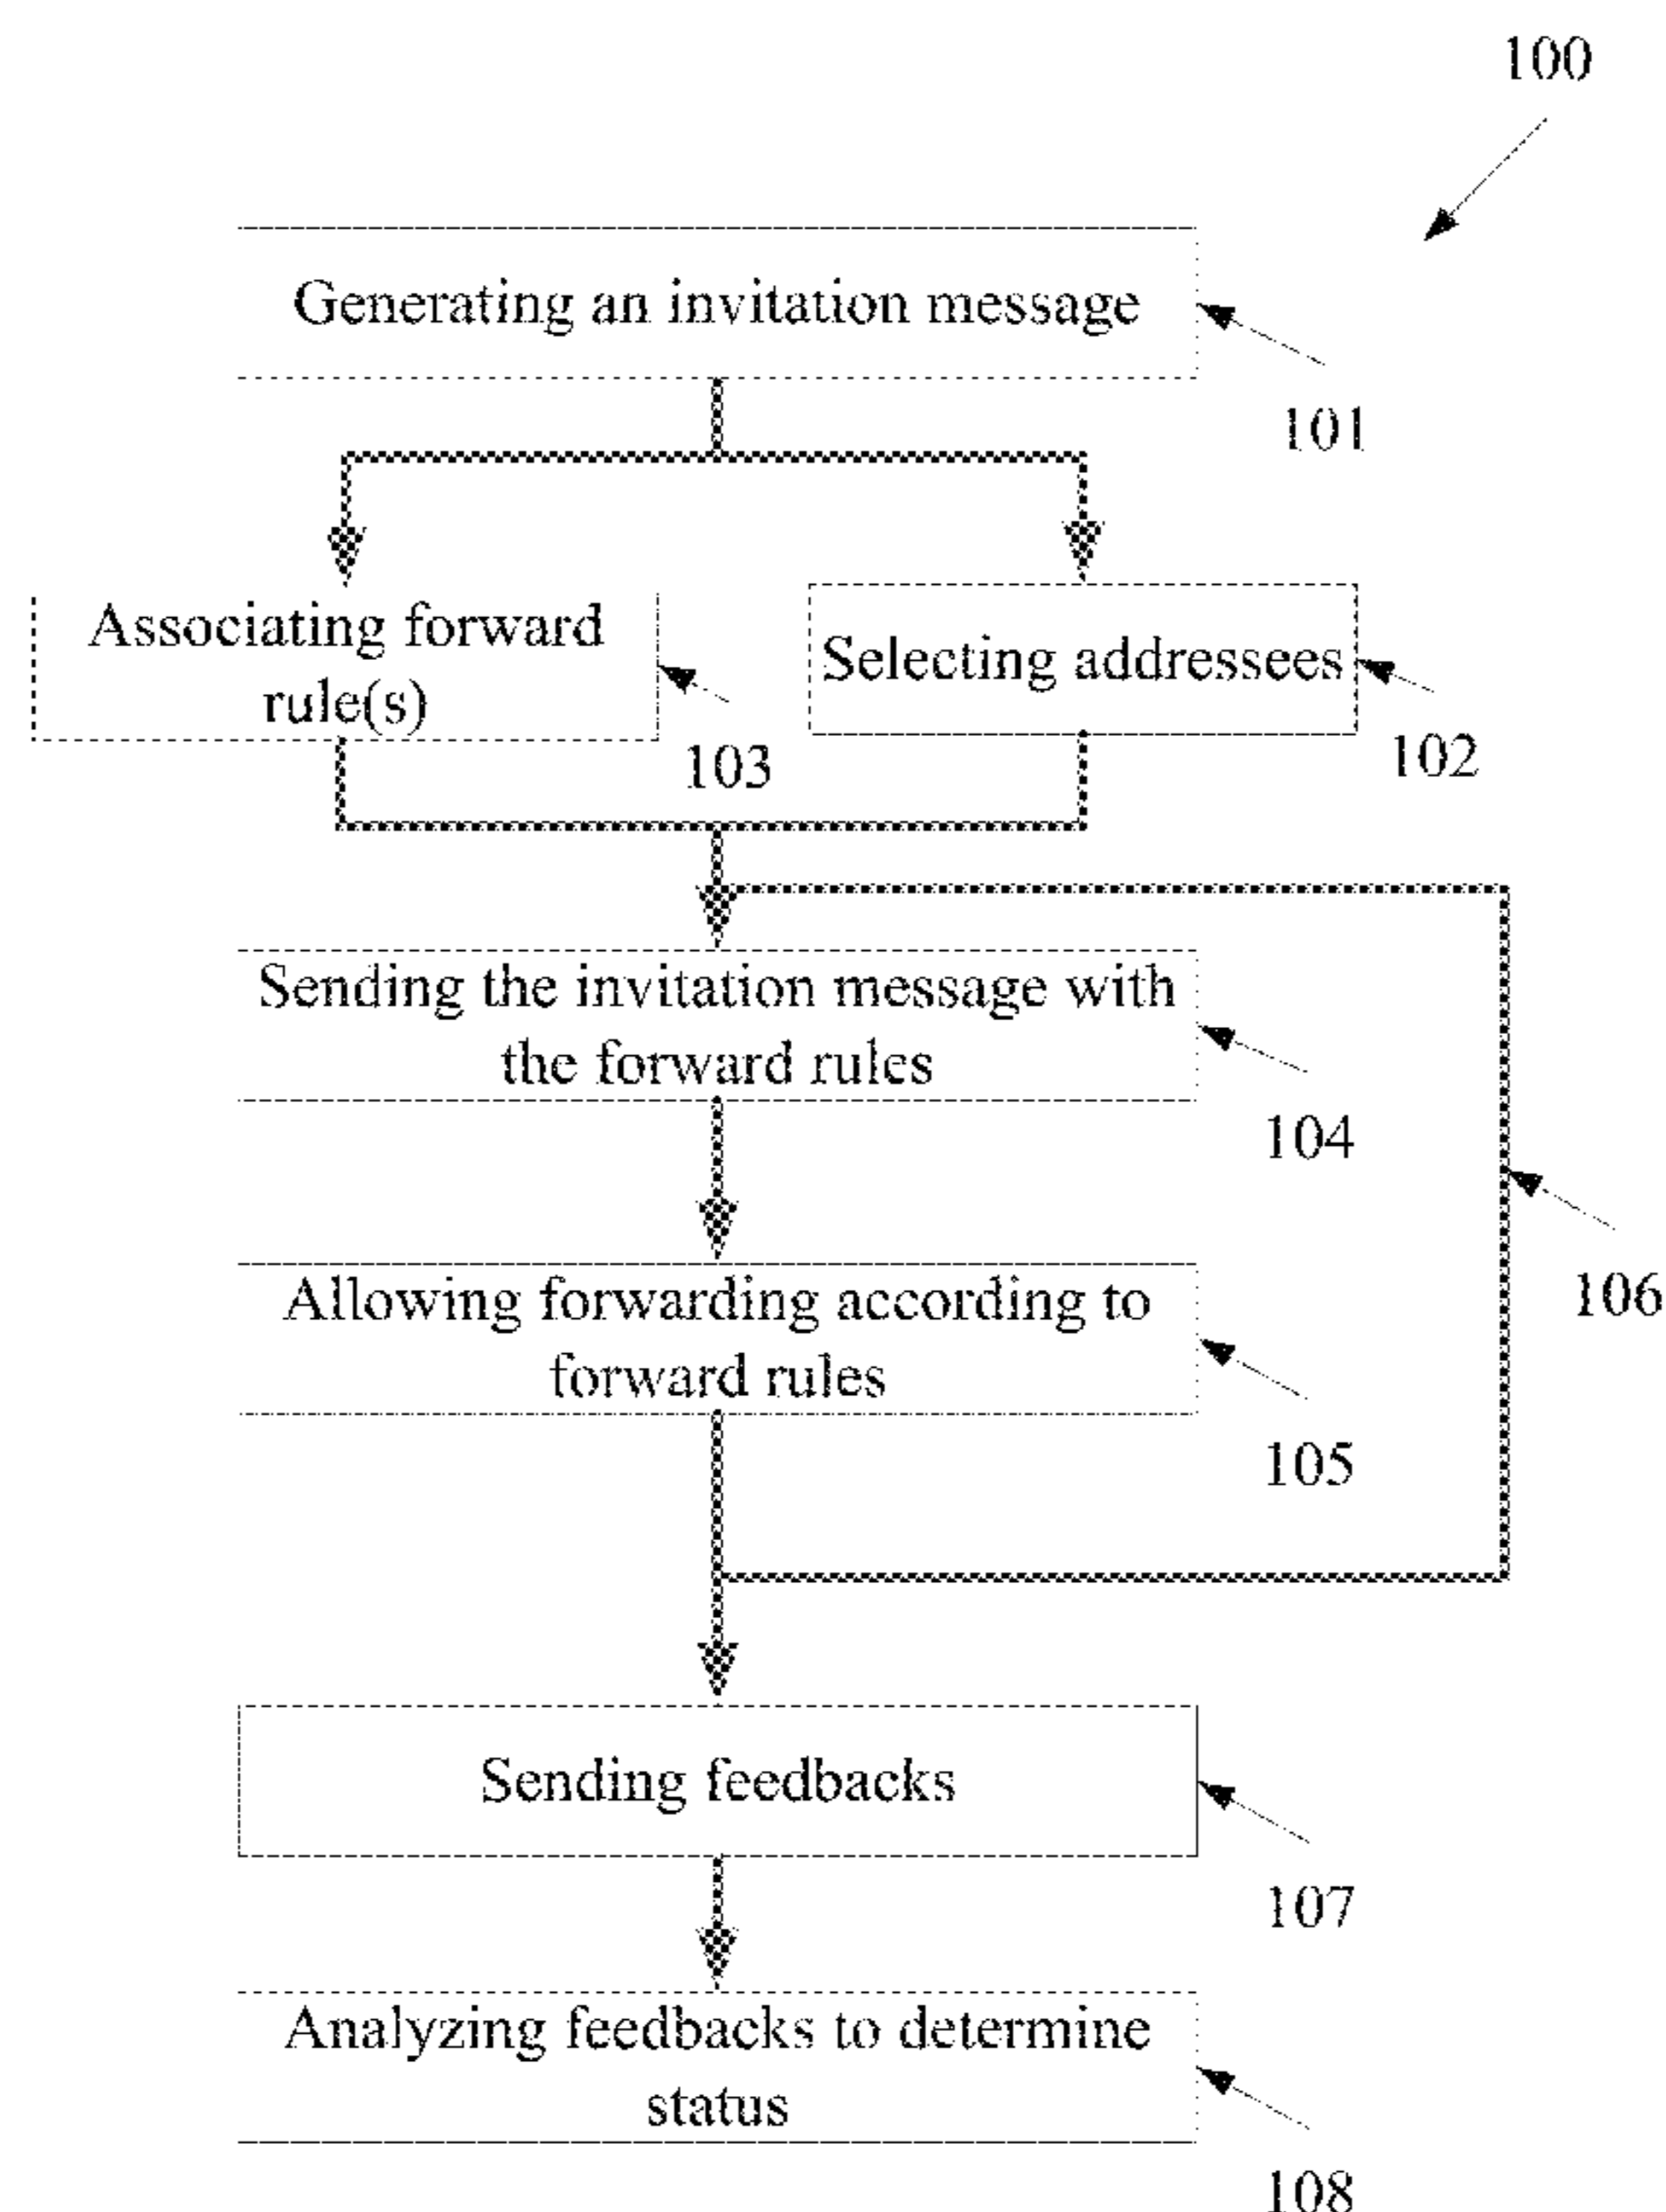 100
Generating an invitation message
101
Associating forward
rule(s)
103
Selecting addressees
102
Sending the invitation message with
the forward rules
104
106
Allowing forwarding according to
forward rules
105
Sending feedbacks
107
Analyzing feedbacks to determine
status
108